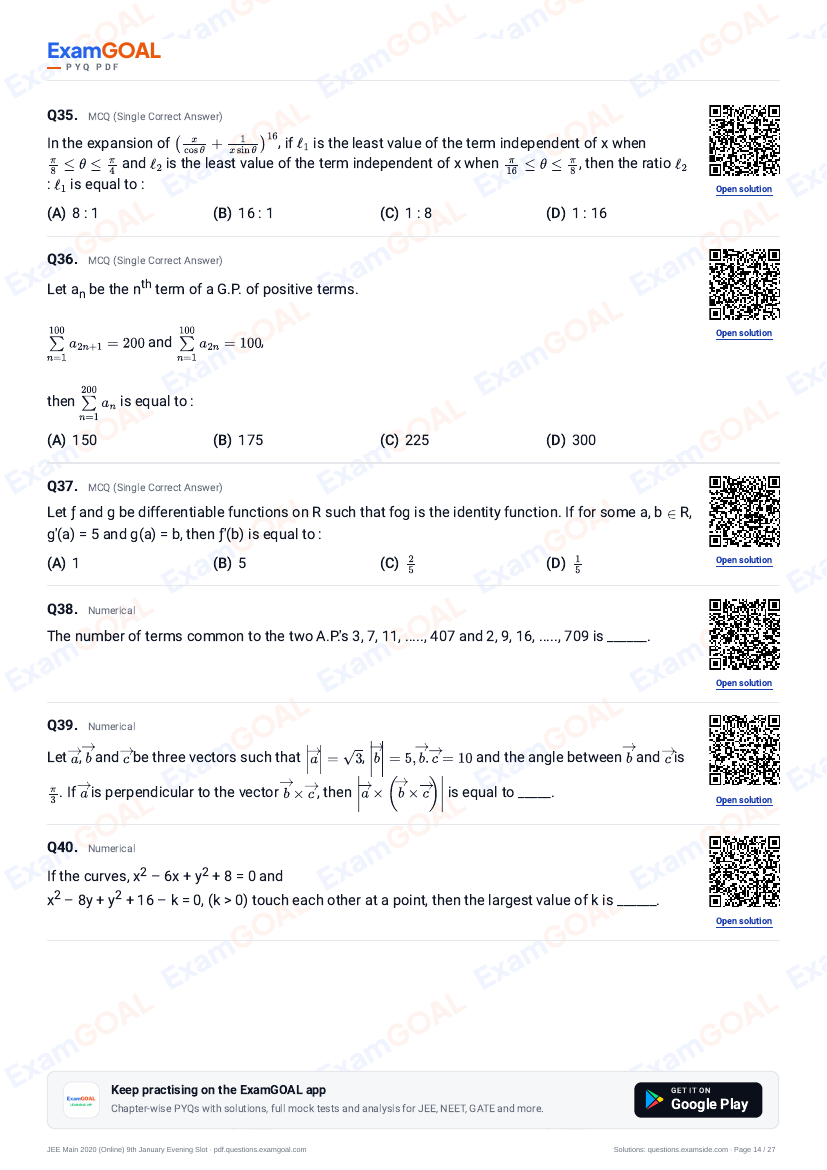 ExamGOAL
PYQ PDF
Q35. MCQ (Single Correct Answer)
In the expansion of (x/cos θ + 1/(x sin θ))^16, if ℓ₁ is the least value of the term independent of x when
π/8 ≤ θ ≤ π/4 and ℓ₂ is the least value of the term independent of x when π/16 ≤ θ ≤ π/8, then the ratio ℓ₂
: ℓ₁ is equal to :
(A) 8 : 1 (B) 16 : 1 (C) 1 : 8 (D) 1 : 16
Open solution
Q36. MCQ (Single Correct Answer)
Let a_n be the n^th term of a G.P. of positive terms.
∑_{n=1}^{100} a_{2n+1} = 200 and ∑_{n=1}^{100} a_{2n} = 100,
then ∑_{n=1}^{200} a_n is equal to :
(A) 150 (B) 175 (C) 225 (D) 300
Open solution
Q37. MCQ (Single Correct Answer)
Let ƒ and g be differentiable functions on R such that fog is the identity function. If for some a, b ∈ R,
g'(a) = 5 and g(a) = b, then ƒ'(b) is equal to :
(A) 1 (B) 5 (C) 2/5 (D) 1/5
Open solution
Q38. Numerical
The number of terms common to the two A.P.'s 3, 7, 11, ....., 407 and 2, 9, 16, ....., 709 is ______.
Open solution
Q39. Numerical
Let a⃗, b⃗ and c⃗ be three vectors such that |a⃗| = √3, |b⃗| = 5, b⃗. c⃗ = 10 and the angle between b⃗ and c⃗ is
π/3. If a⃗ is perpendicular to the vector b⃗ × c⃗, then |a⃗ × (b⃗ × c⃗)| is equal to _____.
Open solution
Q40. Numerical
If the curves, x² − 6x + y² + 8 = 0 and
x² − 8y + y² + 16 − k = 0, (k > 0) touch each other at a point, then the largest value of k is ______.
Open solution
Keep practising on the ExamGOAL app
Chapter-wise PYQs with solutions, full mock tests and analysis for JEE, NEET, GATE and more.
GET IT ON
Google Play
JEE Main 2020 (Online) 9th January Evening Slot · pdf.questions.examgoal.com
Solutions: questions.examside.com · Page 14 / 27